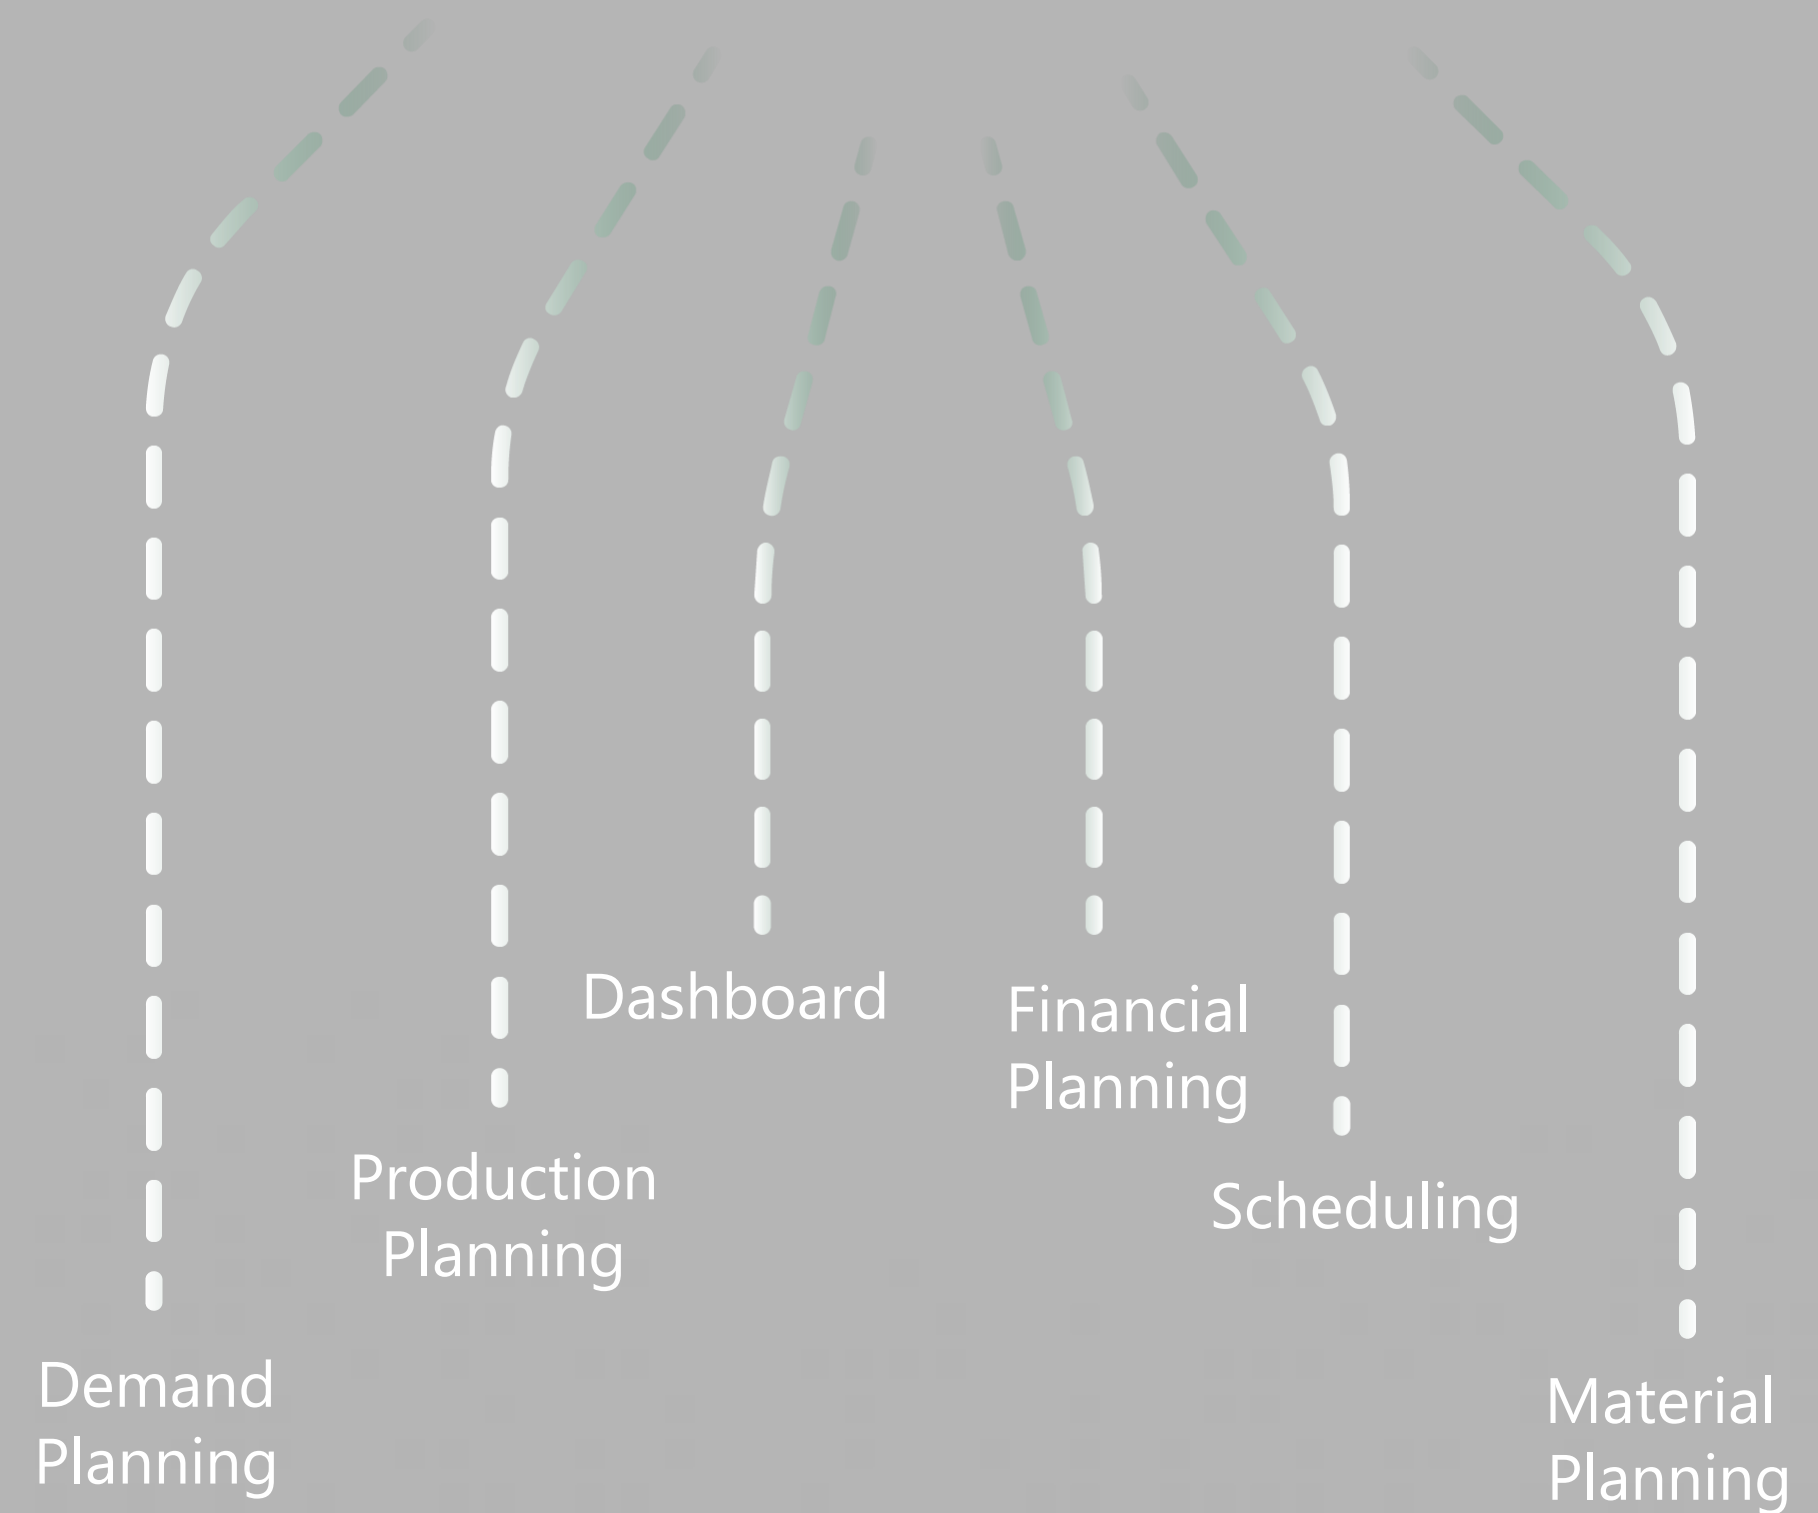 Dashboard
Financial
Planning
Production
Planning
Scheduling
Demand
Planning
Material
Planning